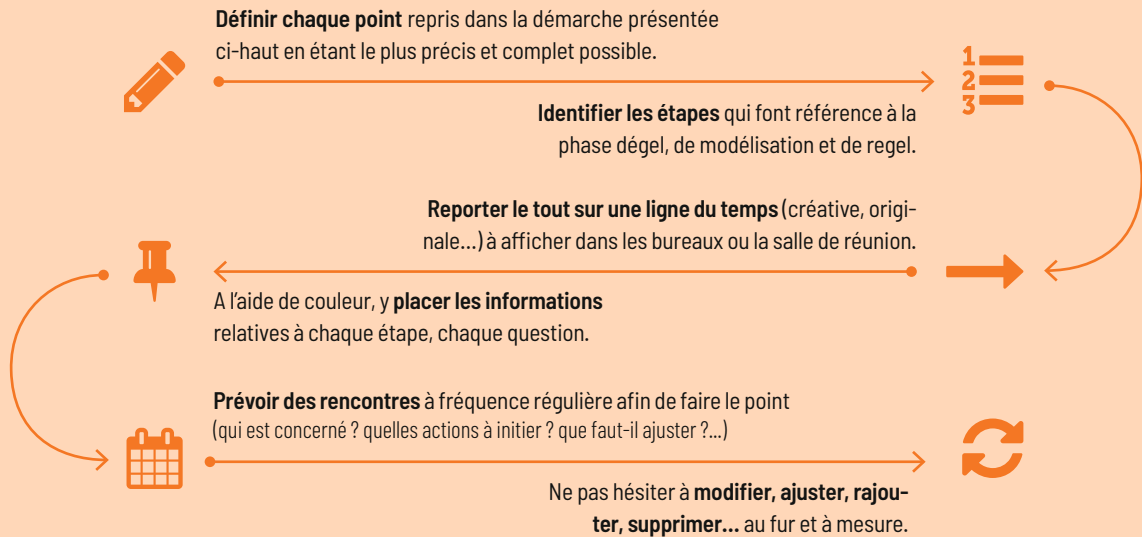 Définir chaque point repris dans la démarche présentée
ci-haut en étant le plus précis et complet possible.
1
2
3
Identifier les étapes qui font référence à la
phase dégel, de modélisation et de regel.
Reporter le tout sur une ligne du temps (créative, origi-
nale...) à afficher dans les bureaux ou la salle de réunion.
A l'aide de couleur, y placer les informations
relatives à chaque étape, chaque question.
Prévoir des rencontres à fréquence régulière afin de faire le point
(qui est concerné ? quelles actions à initier ? que faut-il ajuster ?...)
Ne pas hésiter à modifier, ajuster, rajou-
ter, supprimer... au fur et à mesure.